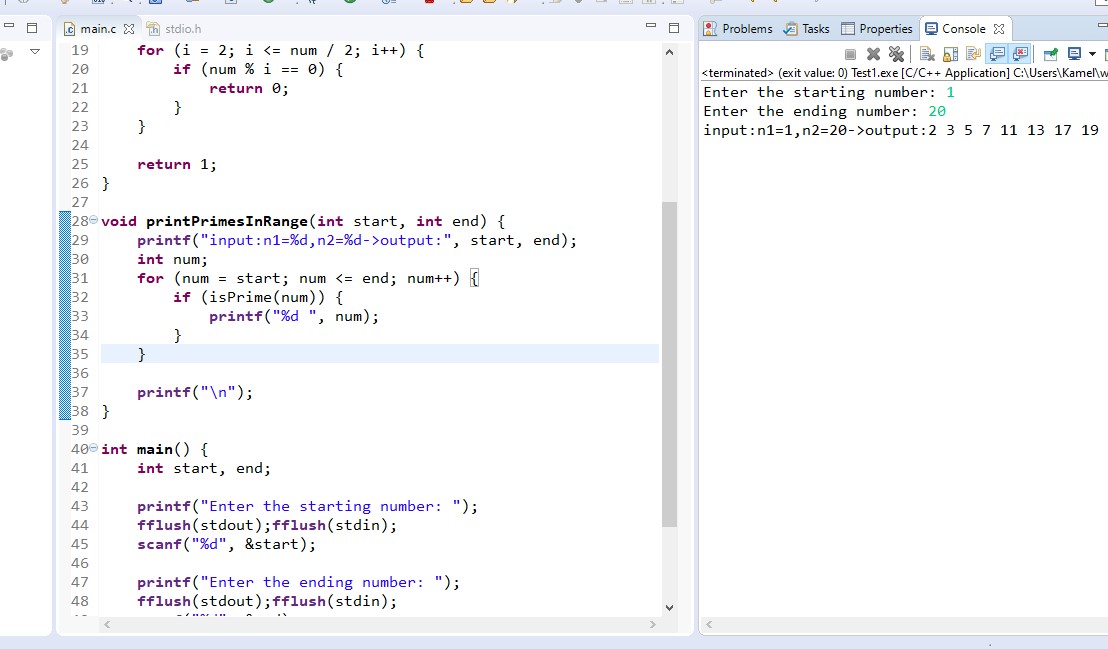 main.c
stdio.h
19 for (i = 2; i <= num / 2; i++) {
20 if (num % i == 0) {
21 return 0;
22 }
23 }
24
25 return 1;
26 }
27
28 void printPrimesInRange(int start, int end) {
29 printf("input:n1=%d,n2=%d->output:", start, end);
30 int num;
31 for (num = start; num <= end; num++) {
32 if (isPrime(num)) {
33 printf("%d ", num);
34 }
35 }
36
37 printf("\n");
38 }
39
40 int main() {
41 int start, end;
42
43 printf("Enter the starting number: ");
44 fflush(stdout);fflush(stdin);
45 scanf("%d", &start);
46
47 printf("Enter the ending number: ");
48 fflush(stdout);fflush(stdin);
Problems Tasks Properties Console
<terminated> (exit value: 0) Test1.exe [C/C++ Application] C:\Users\Kamel\w
Enter the starting number: 1
Enter the ending number: 20
input:n1=1,n2=20->output:2 3 5 7 11 13 17 19